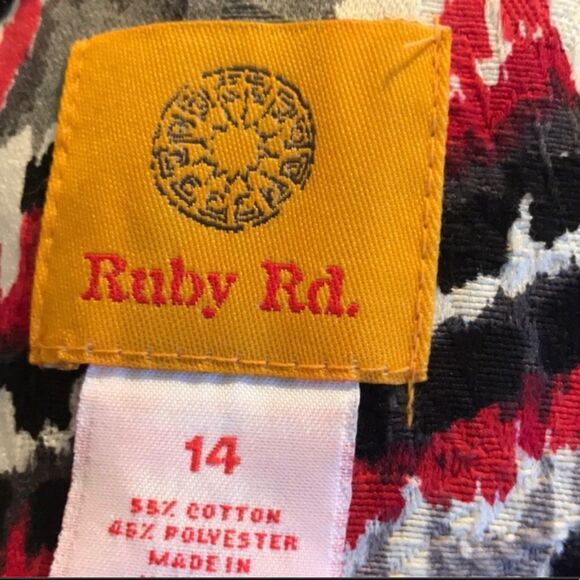 Ruby Rd.
14
55% COTTON
45% POLYESTER
MADE IN